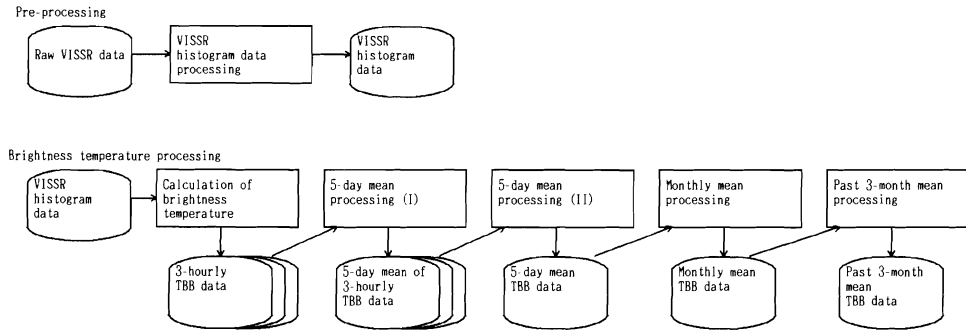 Pre-processing
Raw VISSR data
VISSR
histogram data
processing
VISSR
histogram
data
Brightness temperature processing
VISSR
histogram
data
Calculation of
brightness
temperature
5-day mean
processing (I)
5-day mean
processing (II)
Monthly mean
processing
Past 3-month mean
processing
3-hourly
TBB data
5-day mean of
3-hourly
TBB data
5-day mean
TBB data
Monthly mean
TBB data
Past 3-month
mean
TBB data